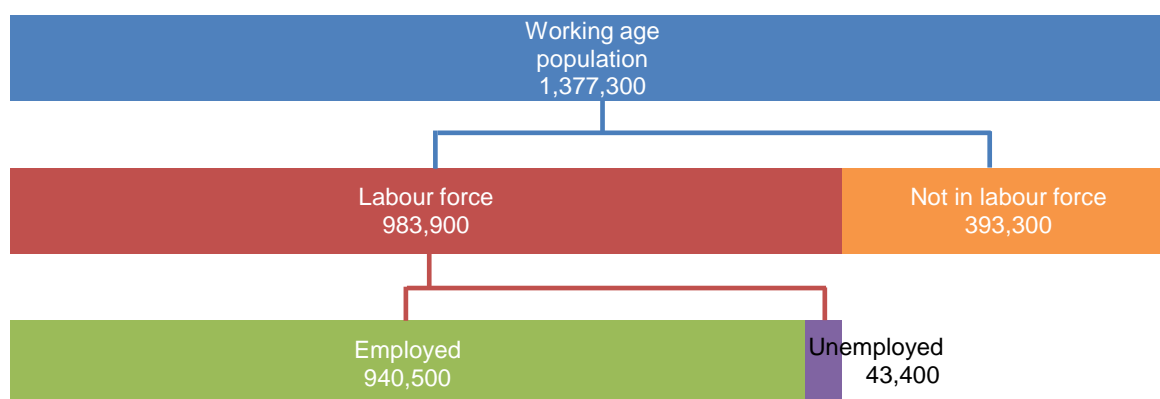 Working age
population
1,377,300
Labour force
983,900
Not in labour force
393,300
Employed
940,500
Unemployed
43,400